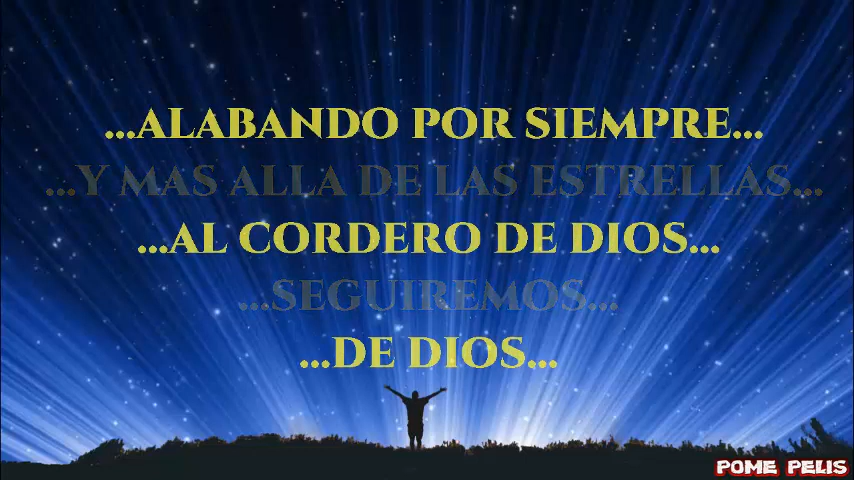 ...ALABANDO POR SIEMPRE...
...Y MAS ALLA DE LAS ESTRELLAS...
...AL CORDERO DE DIOS...
...SEGUIREMOS...
...DE DIOS...
POME PELIS